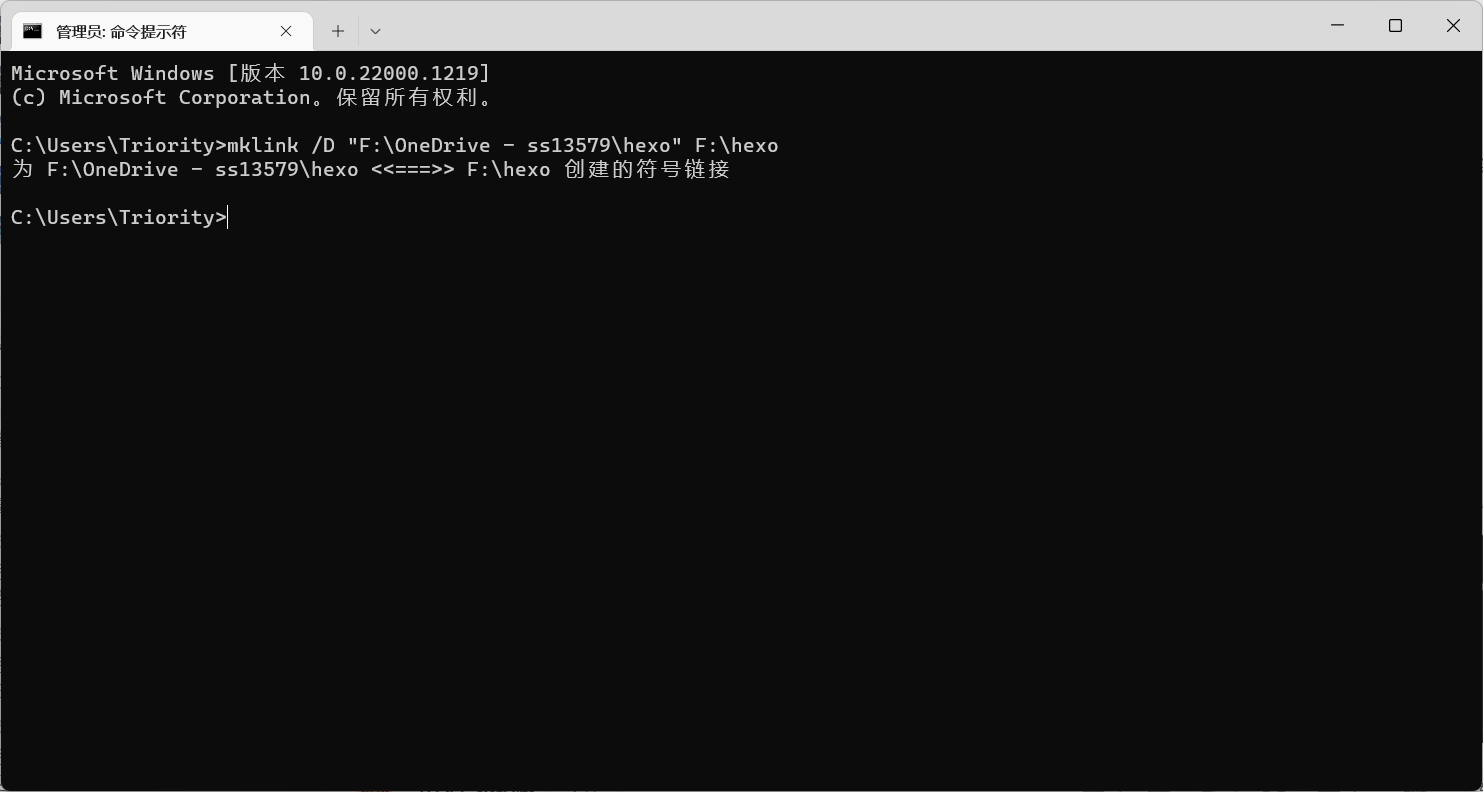 管理员: 命令提示符
Microsoft Windows [版本 10.0.22000.1219]
(c) Microsoft Corporation。保留所有权利。
C:\Users\Triority>mklink /D "F:\OneDrive - ss13579\hexo" F:\hexo
为 F:\OneDrive - ss13579\hexo <<===>> F:\hexo 创建的符号链接
C:\Users\Triority>